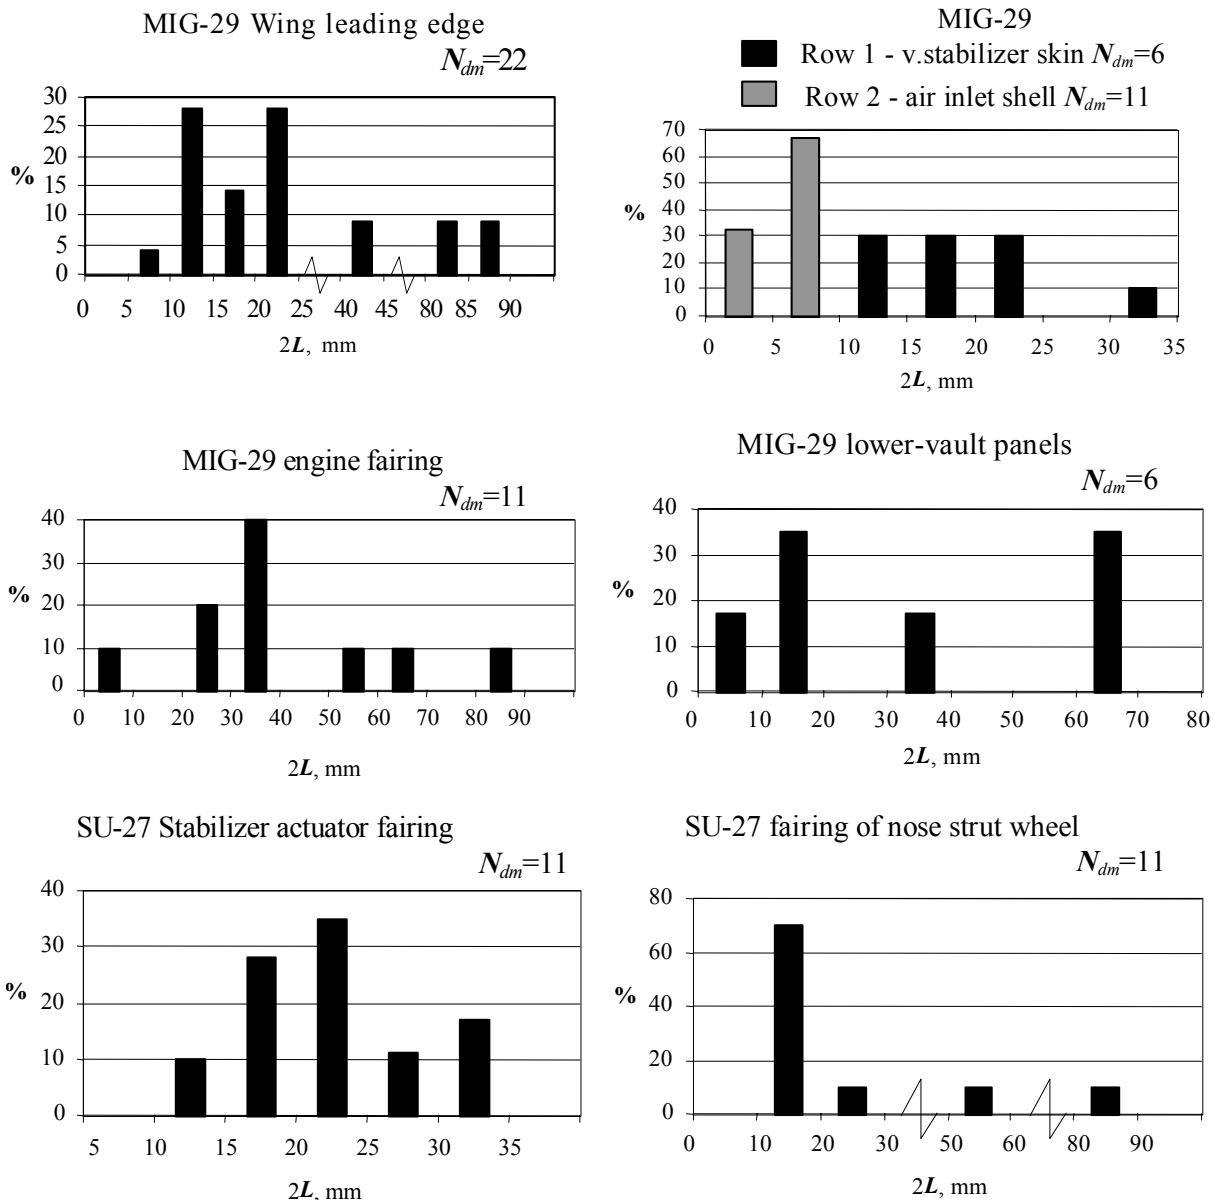 MIG-29 Wing leading edge
N_dm=22
30
25
20
15
10
5
0
%
0 5 10 15 20 25 40 45 80 85 90
2L, mm
MIG-29
Row 1 - v.stabilizer skin N_dm=6
Row 2 - air inlet shell N_dm=11
70
60
50
40
30
20
10
0
%
0 5 10 15 20 25 30 35
2L, mm
MIG-29 engine fairing
N_dm=11
40
30
20
10
0
%
0 10 20 30 40 50 60 70 80 90
2L, mm
MIG-29 lower-vault panels
N_dm=6
40
30
20
10
0
%
0 10 20 30 40 50 60 70 80
2L, mm
SU-27 Stabilizer actuator fairing
N_dm=11
40
30
20
10
0
%
5 10 15 20 25 30 35
2L, mm
SU-27 fairing of nose strut wheel
N_dm=11
80
60
40
20
0
%
0 10 20 30 50 60 80 90
2L, mm